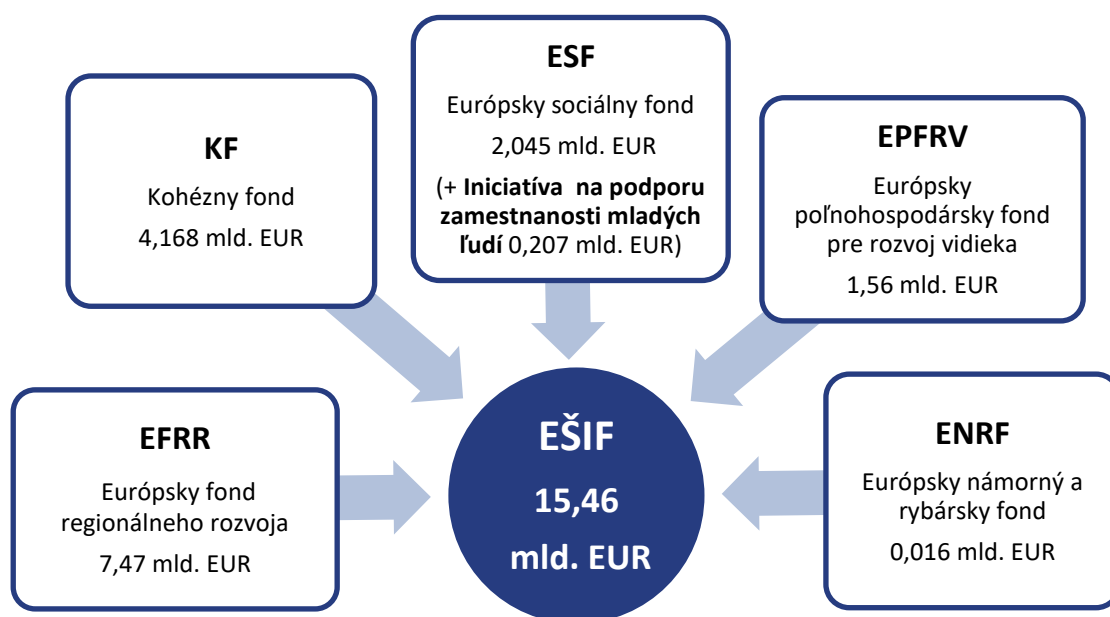 KF
Kohézny fond
4,168 mld. EUR
ESF
Európsky sociálny fond
2,045 mld. EUR
(+ Iniciatíva na podporu
zamestnanosti mladých
ľudí 0,207 mld. EUR)
EPFRV
Európsky
poľnohospodársky fond
pre rozvoj vidieka
1,56 mld. EUR
EFRR
Európsky fond
regionálneho rozvoja
7,47 mld. EUR
EŠIF
15,46
mld. EUR
ENRF
Európsky námorný a
rybársky fond
0,016 mld. EUR